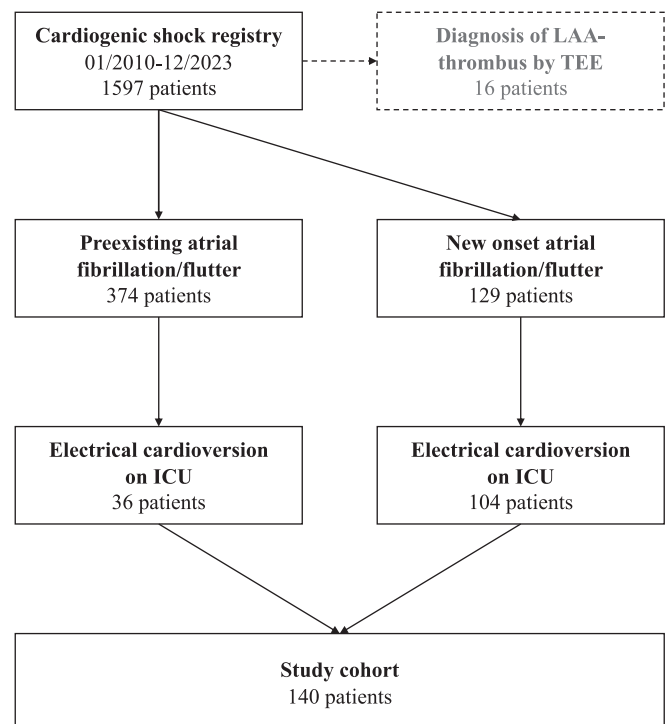 Cardiogenic shock registry
01/2010-12/2023
1597 patients
Diagnosis of LAA-
thrombus by TEE
16 patients
Preexisting atrial
fibrillation/flutter
374 patients
New onset atrial
fibrillation/flutter
129 patients
Electrical cardioversion
on ICU
36 patients
Electrical cardioversion
on ICU
104 patients
Study cohort
140 patients